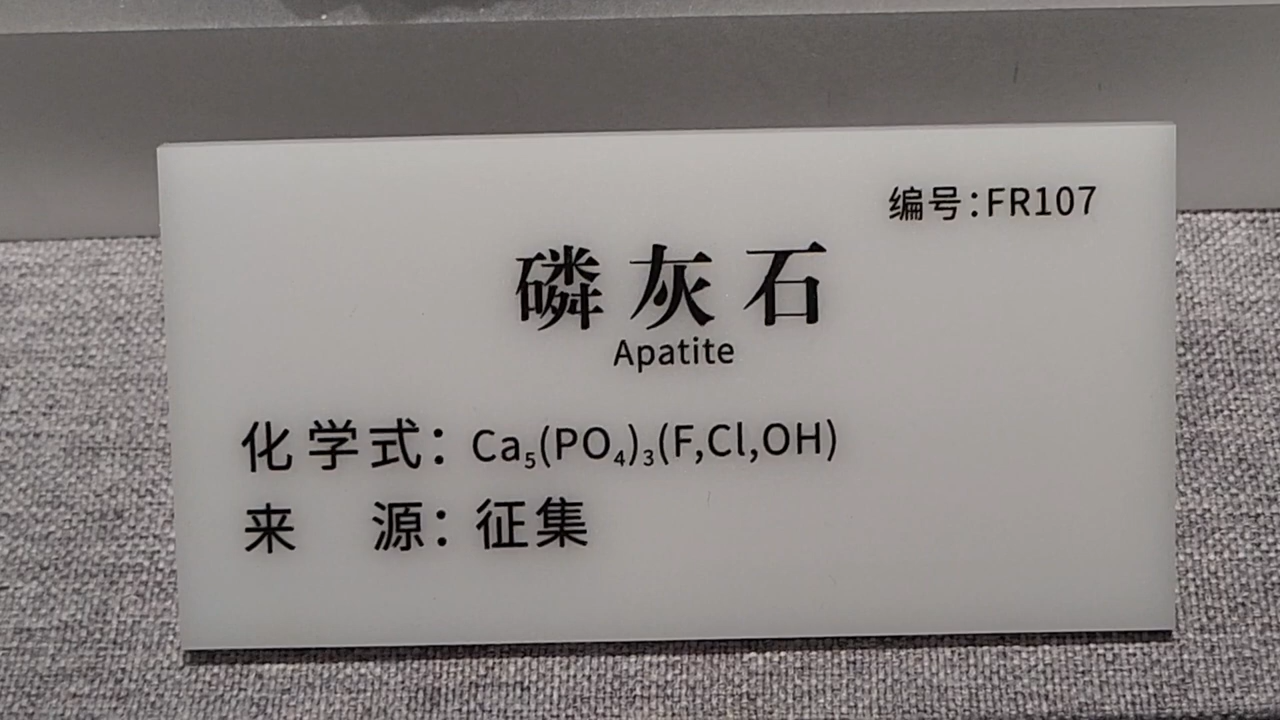 编号:FR107
磷灰石
Apatite
化学式：Ca₅(PO₄)₃(F,Cl,OH)
来　源：征集